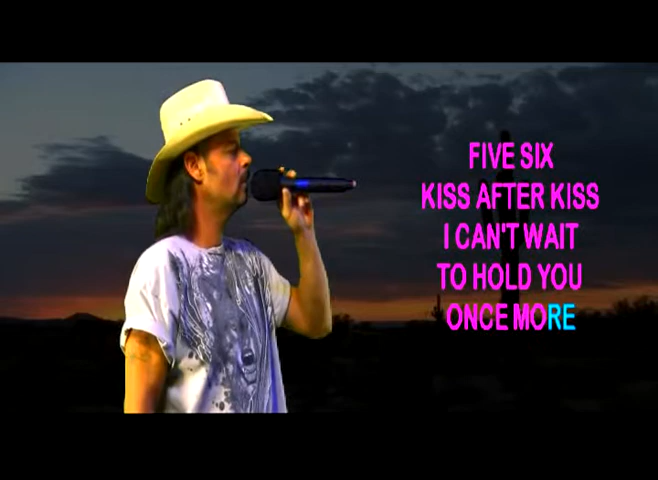 FIVE SIX
KISS AFTER KISS
I CAN'T WAIT
TO HOLD YOU
ONCE MORE